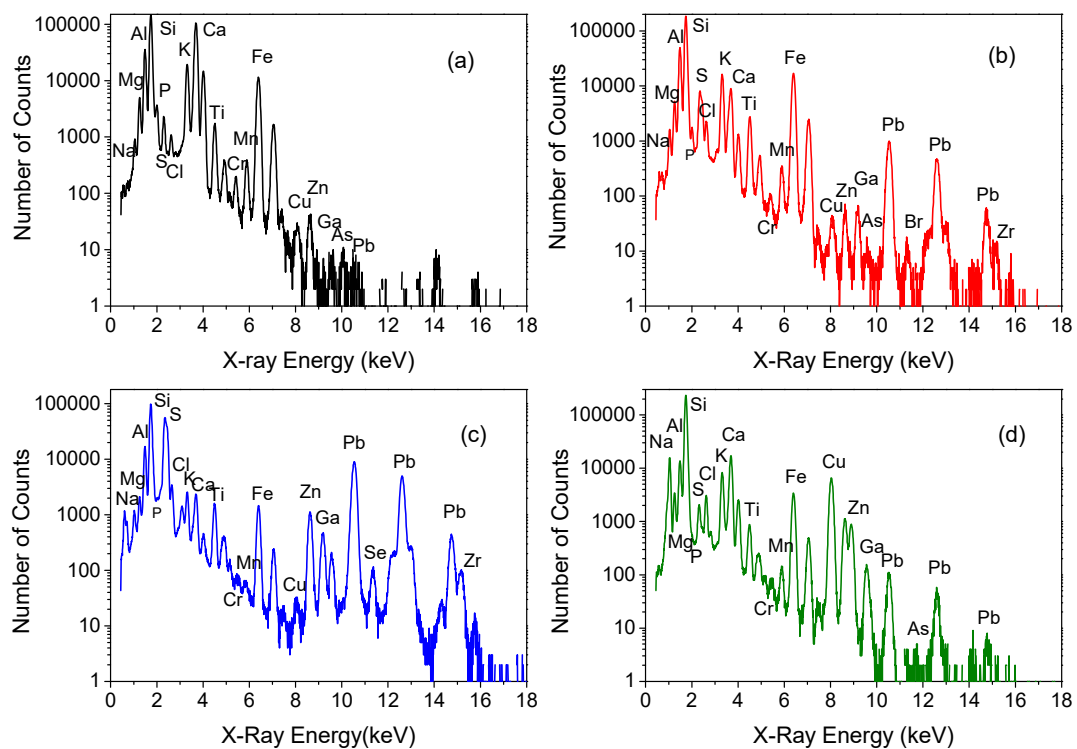 100000
10000
1000
100
10
1
Number of Counts
Na
Mg
Al
Si
P
S
Cl
K
Ca
Ti
Cr
Mn
Fe
Cu
Zn
Ga
As
Pb
(a)
0 2 4 6 8 10 12 14 16 18
X-ray Energy (keV)
100000
10000
1000
100
10
1
Number of Counts
Na
Mg
Al
Si
P
S
Cl
K
Ca
Ti
Cr
Mn
Fe
Cu
Zn
Ga
As
Pb
Br
Pb
Pb
Zr
(b)
0 2 4 6 8 10 12 14 16 18
X-Ray Energy (keV)
100000
10000
1000
100
10
1
Number of Counts
Na
Mg
Al
Si
P
S
Cl
K
Ca
Ti
Cr
Mn
Fe
Cu
Zn
Ga
Pb
Se
Pb
Pb
Zr
(c)
0 2 4 6 8 10 12 14 16 18
X-Ray Energy(keV)
100000
10000
1000
100
10
1
Number of Counts
Na
Mg
Al
Si
P
S
Cl
K
Ca
Ti
Cr
Mn
Fe
Cu
Zn
Ga
Pb
As
Pb
Pb
(d)
0 2 4 6 8 10 12 14 16 18
X-Ray Energy (keV)